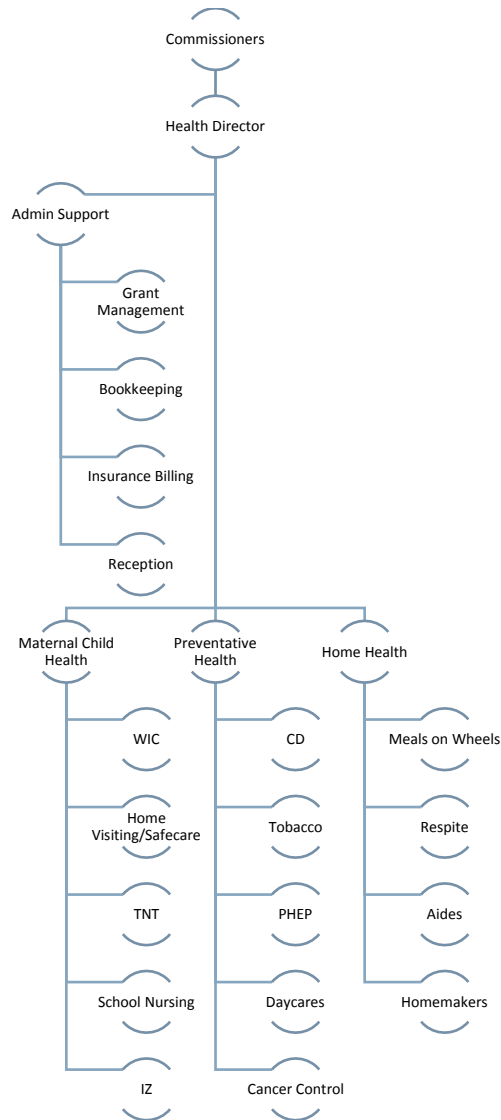 Commissioners
Health Director
Admin Support
Grant
Management
Bookkeeping
Insurance Billing
Reception
Maternal Child
Health
Preventative
Health
Home Health
WIC
CD
Meals on Wheels
Home
Visiting/Safecare
Tobacco
Respite
TNT
PHEP
Aides
School Nursing
Daycares
Homemakers
IZ
Cancer Control